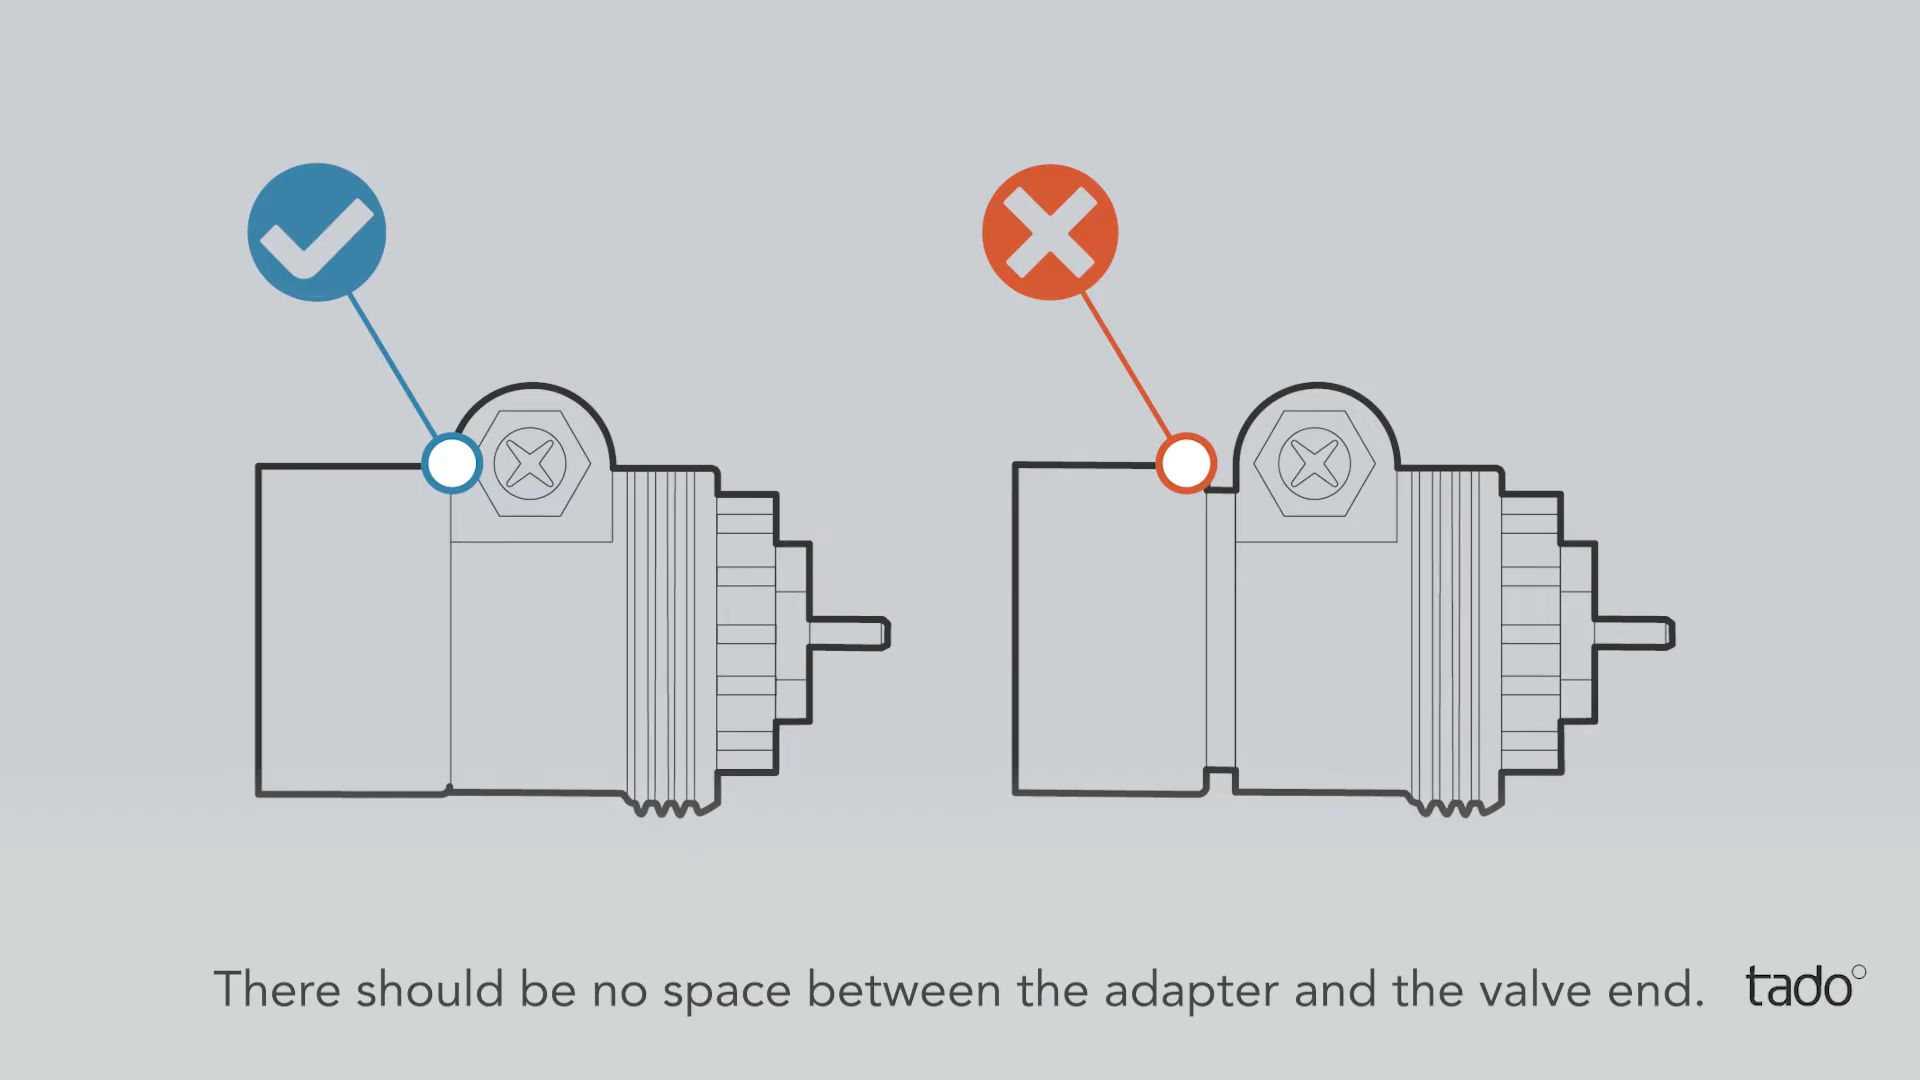 There should be no space between the adapter and the valve end.
tado°